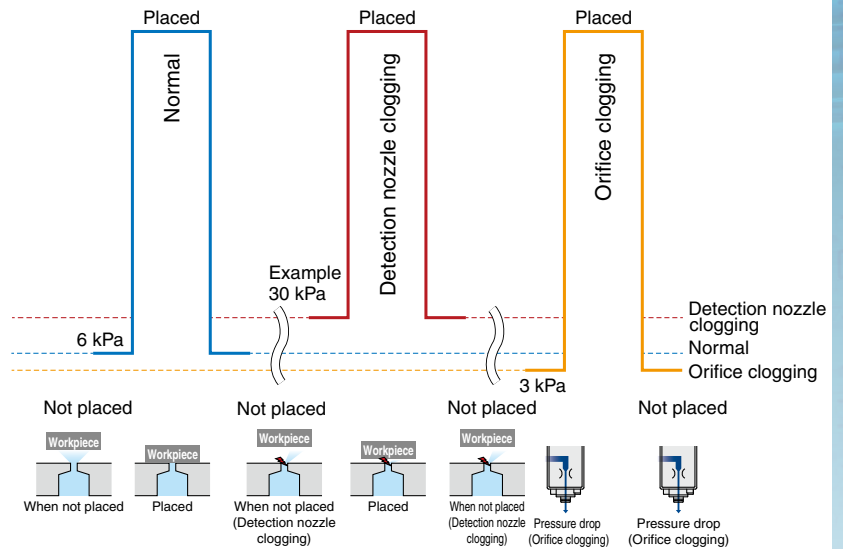 Placed
Placed
Placed
Normal
Detection nozzle clogging
Orifice clogging
Example
30 kPa
6 kPa
3 kPa
Detection nozzle
clogging
Normal
Orifice clogging
Not placed
Not placed
Not placed
Not placed
Workpiece
Workpiece
Workpiece
Workpiece
Workpiece
When not placed
Placed
When not placed
(Detection nozzle
clogging)
Placed
When not placed
(Detection nozzle
clogging)
Pressure drop
(Orifice clogging)
Pressure drop
(Orifice clogging)